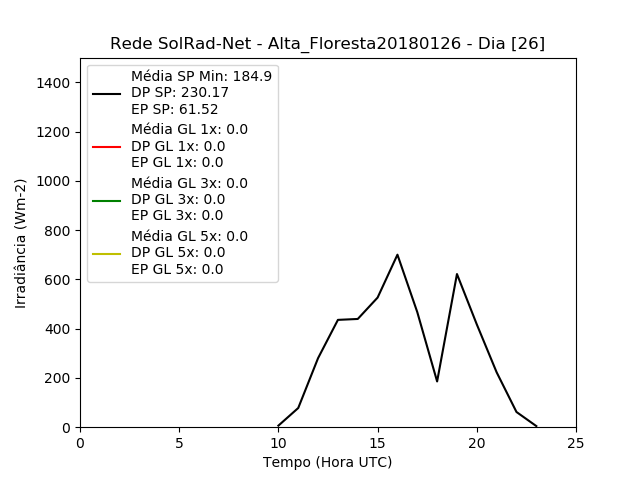 Rede SolRad-Net - Alta_Floresta20180126 - Dia [26]
Média SP Min: 184.9
DP SP: 230.17
EP SP: 61.52
Média GL 1x: 0.0
DP GL 1x: 0.0
EP GL 1x: 0.0
Média GL 3x: 0.0
DP GL 3x: 0.0
EP GL 3x: 0.0
Média GL 5x: 0.0
DP GL 5x: 0.0
EP GL 5x: 0.0
Irradiância (Wm-2)
1400
1200
1000
800
600
400
200
0
0 5 10 15 20 25
Tempo (Hora UTC)